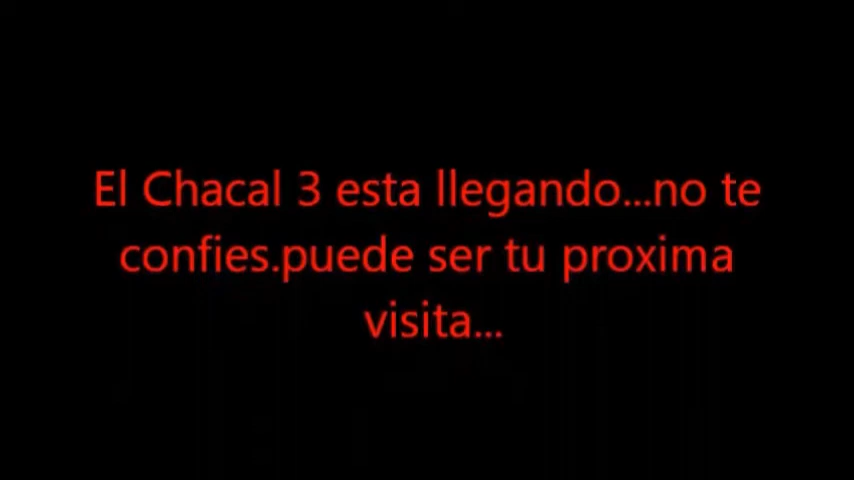 El Chacal 3 esta llegando...no te
confies.puede ser tu proxima
visita...